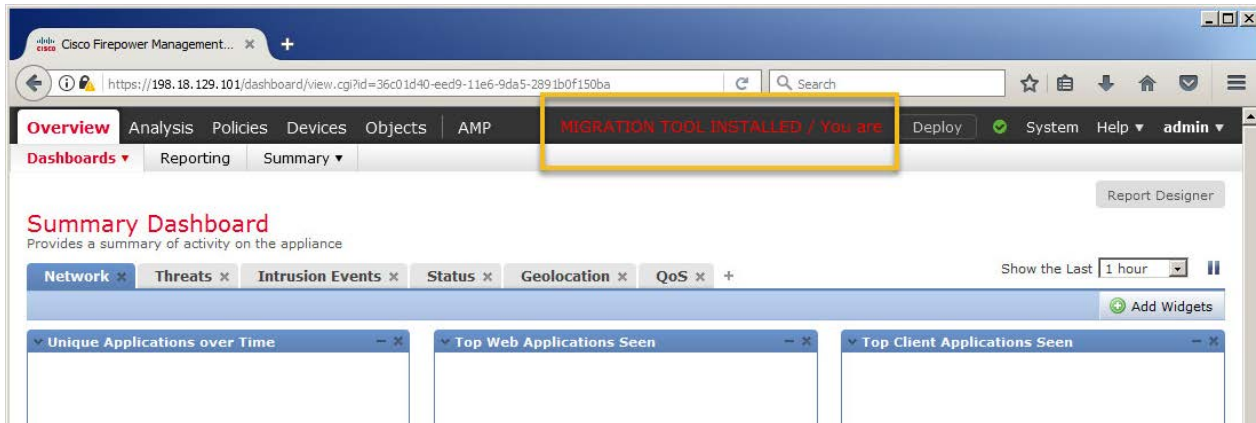 CISCO Cisco Firepower Management... × +
https://198.18.129.101/dashboard/view.cgi?id=36c01d40-eed9-11e6-9da5-2891b0f150ba Search
Overview Analysis Policies Devices Objects AMP MIGRATION TOOL INSTALLED / You are Deploy System Help ▾ admin ▾
Dashboards ▾ Reporting Summary ▾
Report Designer
Summary Dashboard
Provides a summary of activity on the appliance
Network × Threats × Intrusion Events × Status × Geolocation × QoS × +
Show the Last 1 hour
Add Widgets
Unique Applications over Time – × Top Web Applications Seen – × Top Client Applications Seen – ×